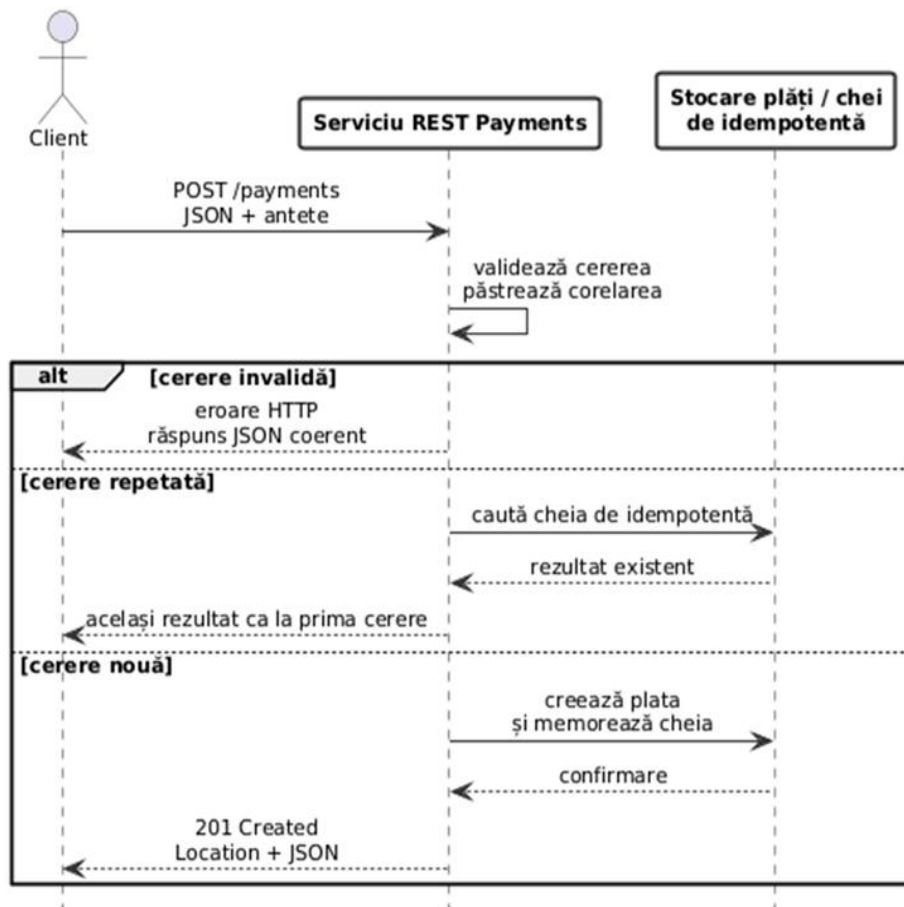 Client
Serviciu REST Payments
Stocare plăți / chei
de idempotentă
POST /payments
JSON + antete
validează cererea
păstrează corelarea
alt
[cerere invalidă]
eroare HTTP
răspuns JSON coerent
[cerere repetată]
caută cheia de idempotentă
rezultat existent
același rezultat ca la prima cerere
[cerere nouă]
creează plata
și memorează cheia
confirmare
201 Created
Location + JSON